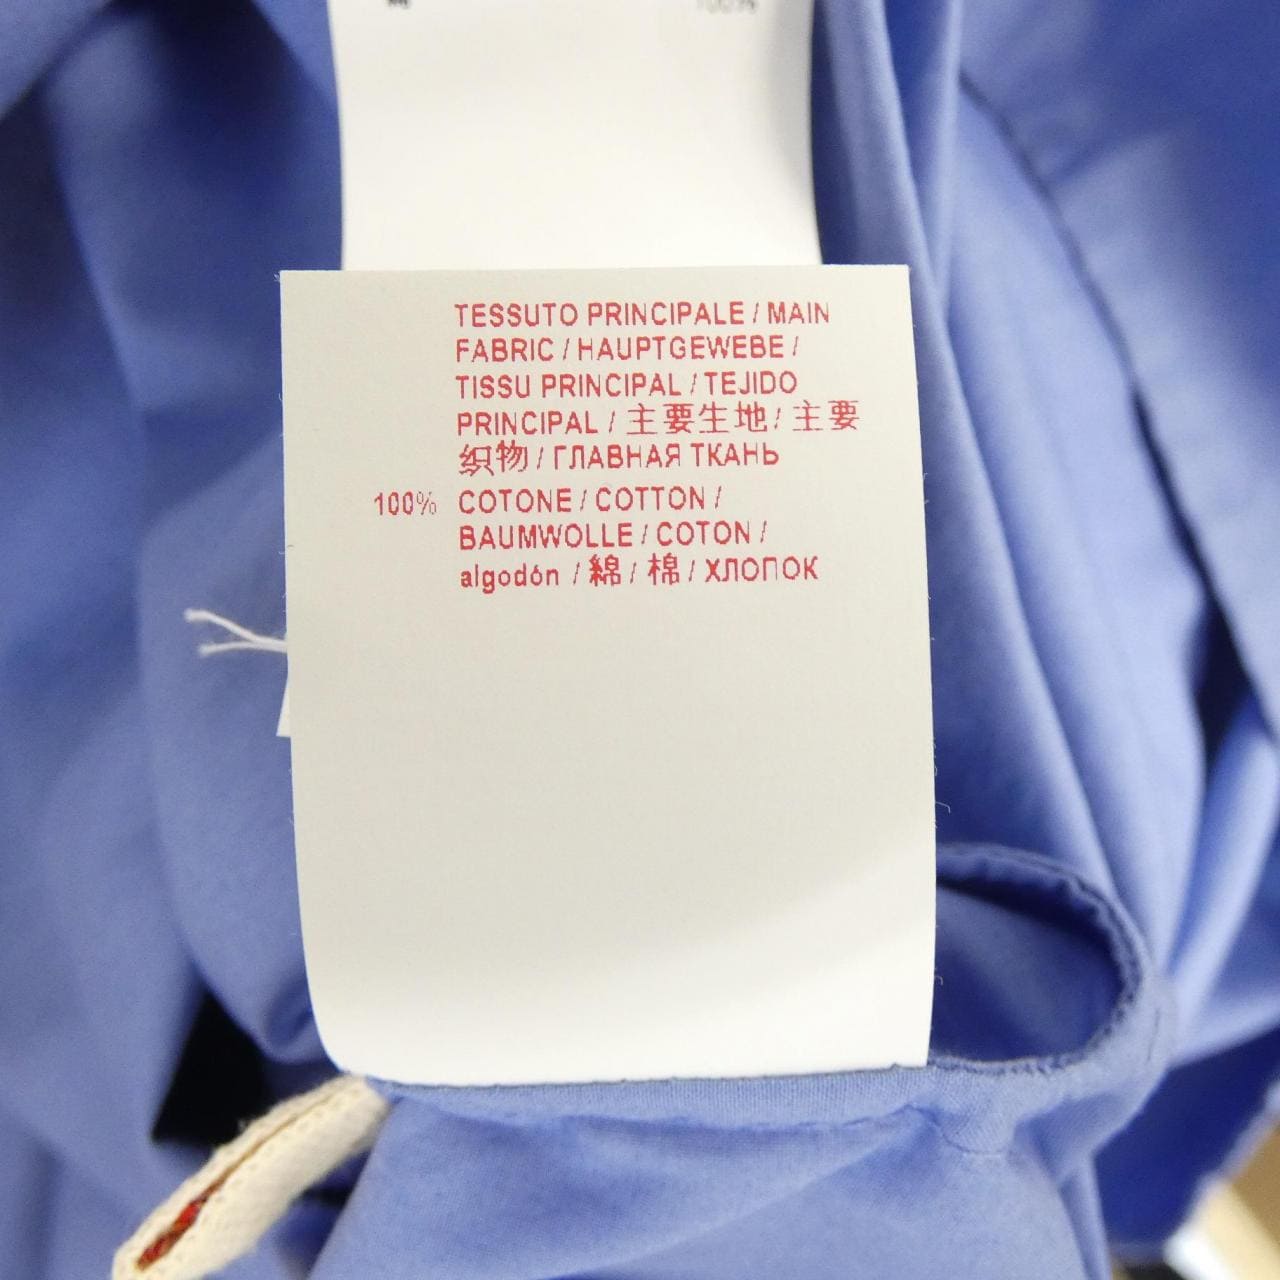 100%
TESSUTO PRINCIPALE / MAIN
FABRIC / HAUPTGEWEBE /
TISSU PRINCIPAL / TEJIDO
PRINCIPAL / 主要生地 / 主要
织物 / ГЛАВНАЯ ТКАНЬ
100% COTONE / COTTON /
BAUMWOLLE / COTON /
algodón / 綿 / 棉 / ХЛОПОК